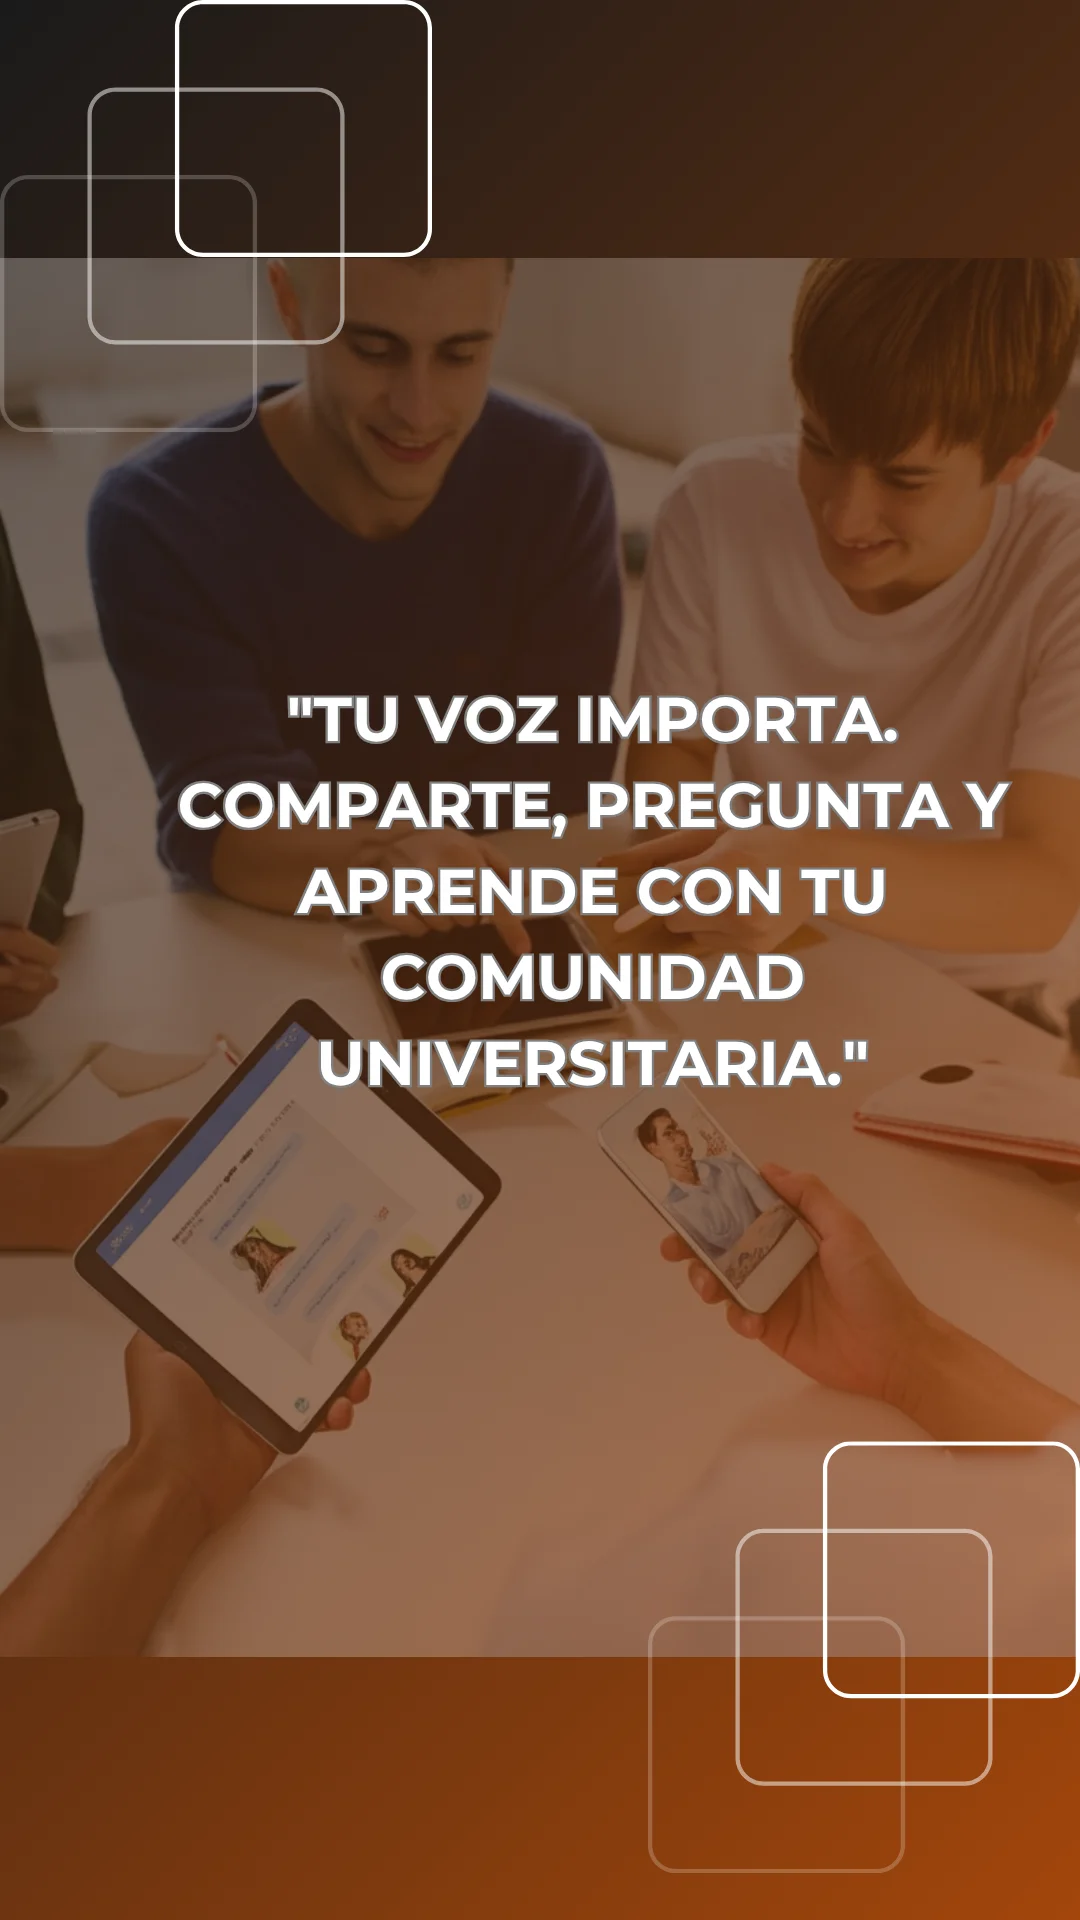 "TU VOZ IMPORTA.
COMPARTE, PREGUNTA Y
APRENDE CON TU
COMUNIDAD
UNIVERSITARIA."